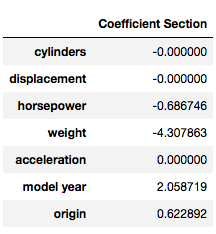 Coefficient Section
cylinders -0.000000
displacement -0.000000
horsepower -0.686746
weight -4.307863
acceleration 0.000000
model year 2.058719
origin 0.622892